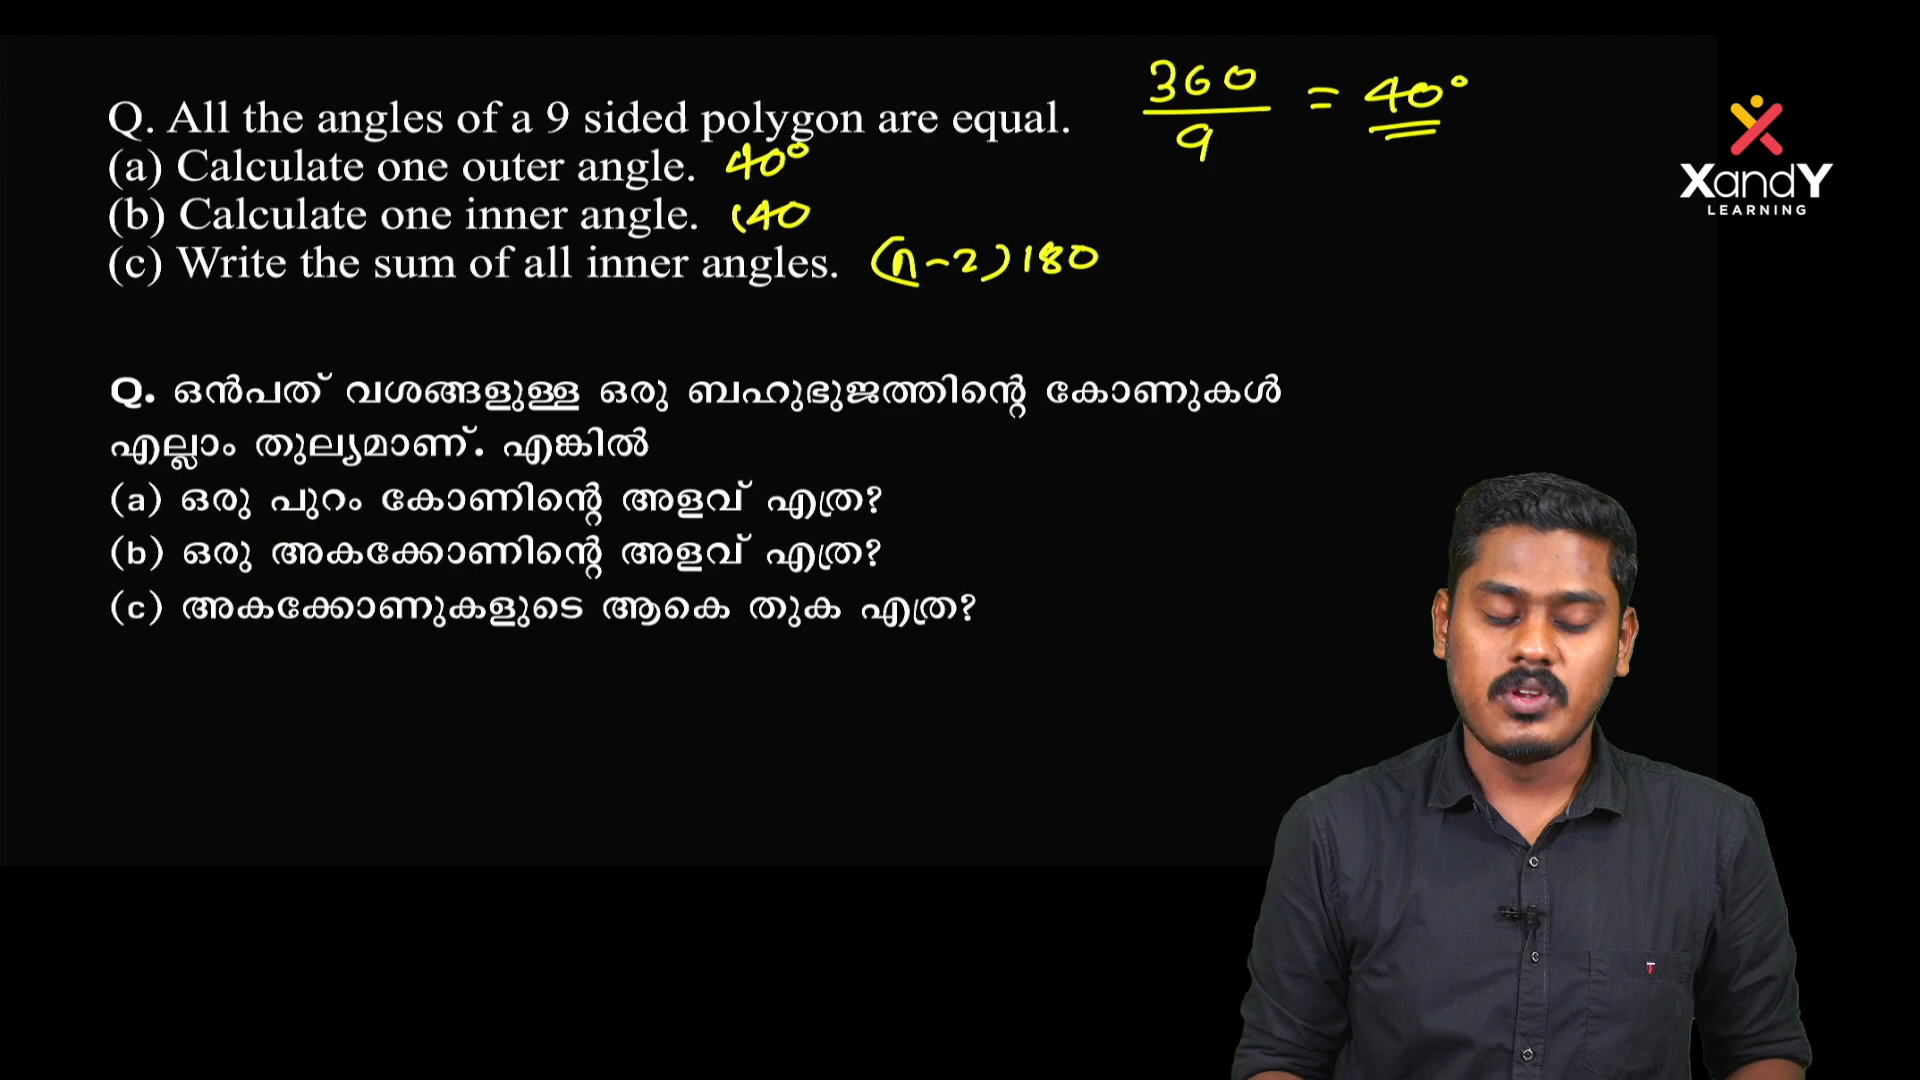 Q. All the angles of a 9 sided polygon are equal. 360/9 = 40°
(a) Calculate one outer angle. 40°
(b) Calculate one inner angle. 140
(c) Write the sum of all inner angles. (n-2)180
XandY
LEARNING
Q. ഒൻപത് വശങ്ങളുള്ള ഒരു ബഹുഭുജത്തിന്റെ കോണുകൾ
എല്ലാം തുല്യമാണ്. എങ്കിൽ
(a) ഒരു പുറം കോണിന്റെ അളവ് എത്ര?
(b) ഒരു അകക്കോണിന്റെ അളവ് എത്ര?
(c) അകക്കോണുകളുടെ ആകെ തുക എത്ര?